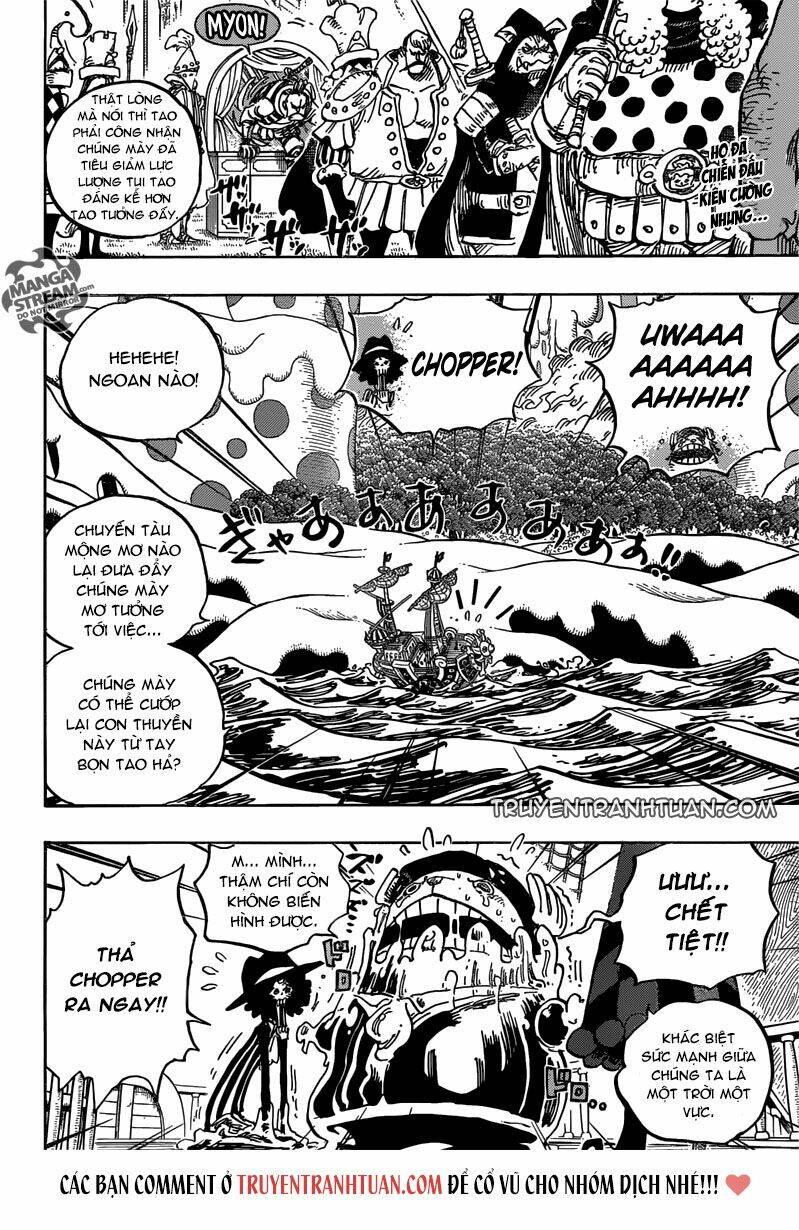 MYON!
THẬT LÒNG
MÀ NÓI THÌ TAO
PHẢI CÔNG NHẬN
CHÚNG MÀY ĐÃ
TIÊU GIẢM LỰC
LƯỢNG TỤI TAO
ĐÁNG KỂ HƠN
TAO TƯỞNG ĐẤY.
HỌ ĐÃ
CHIẾN ĐẤU
KIÊN CƯỜNG
NHƯNG...
MANGA
STREAM.com
DO NOT MIRROR!
UWAAA
AAAAAA
AHHHH!
CHOPPER!
HEHEHE!
NGOAN NÀO!
ぎゃあああああああ!!
CHUYẾN TÀU
MỘNG MƠ NÀO
LẠI ĐƯA ĐẨY
CHÚNG MÀY
MƠ TƯỞNG
TỚI VIỆC...
CHÚNG MÀY
CÓ THỂ CƯỚP
LẠI CON THUYỀN
NÀY TỪ TAY
BỌN TAO HẢ?
TRUYENTRANHTUAN.COM
ƯƯƯ...
CHẾT
TIỆT!!
M... MÌNH...
THẬM CHÍ CÒN
KHÔNG BIẾN
HÌNH ĐƯỢC.
THẢ
CHOPPER
RA NGAY!!
KHÁC BIỆT
SỨC MẠNH GIỮA
CHÚNG TA LÀ
MỘT TRỜI MỘT
VỰC.
CÁC BẠN COMMENT Ở TRUYENTRANHTUAN.COM ĐỂ CỔ VŨ CHO NHÓM DỊCH NHÉ!!!